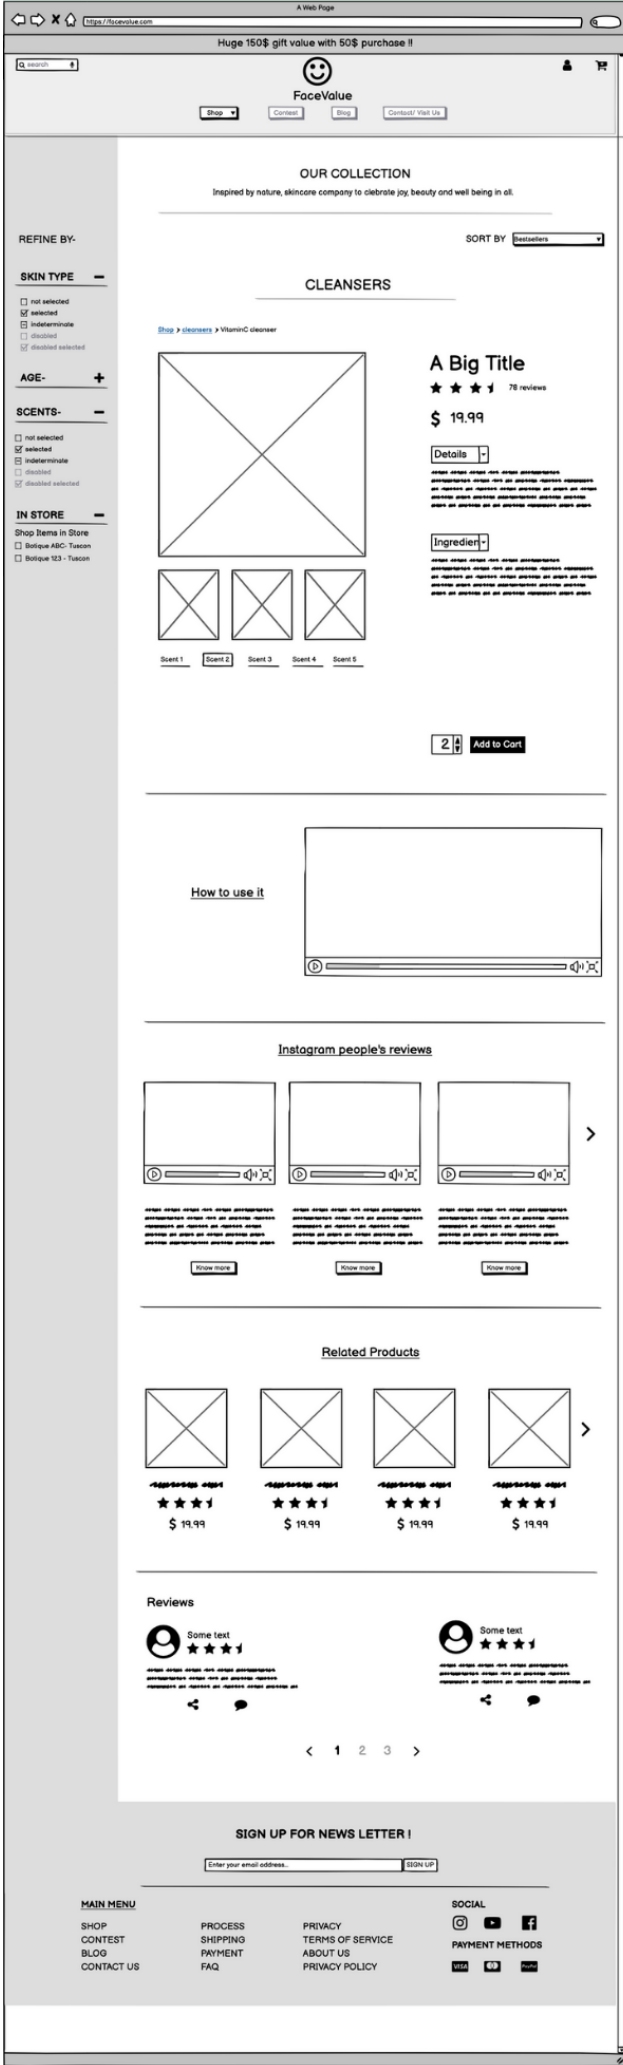 A Web Page
https://facevalue.com
Huge 150$ gift value with 50$ purchase !!
search
FaceValue
Shop
Contest
Blog
Contact/ Visit Us
OUR COLLECTION
Inspired by nature, skincare company to clebrate joy, beauty and well being in all.
REFINE BY-
SORT BY Bestsellers
SKIN TYPE
not selected
selected
indeterminate
disabled
disabled selected
AGE-
SCENTS-
not selected
selected
indeterminate
disabled
disabled selected
IN STORE
Shop Items in Store
Botique ABC- Tuscon
Botique 123 - Tuscon
CLEANSERS
Shop > cleansers > VitaminC cleanser
A Big Title
78 reviews
$ 19.99
Details
Ingredien
Scent 1 Scent 2 Scent 3 Scent 4 Scent 5
2 Add to Cart
How to use it
Instagram people's reviews
Know more Know more Know more
Related Products
$ 19.99 $ 19.99 $ 19.99 $ 19.99
Reviews
Some text
Some text
< 1 2 3 >
SIGN UP FOR NEWS LETTER !
Enter your email address..
SIGN UP
MAIN MENU
SHOP
CONTEST
BLOG
CONTACT US
PROCESS
SHIPPING
PAYMENT
FAQ
PRIVACY
TERMS OF SERVICE
ABOUT US
PRIVACY POLICY
SOCIAL
PAYMENT METHODS
VISA
PayPal